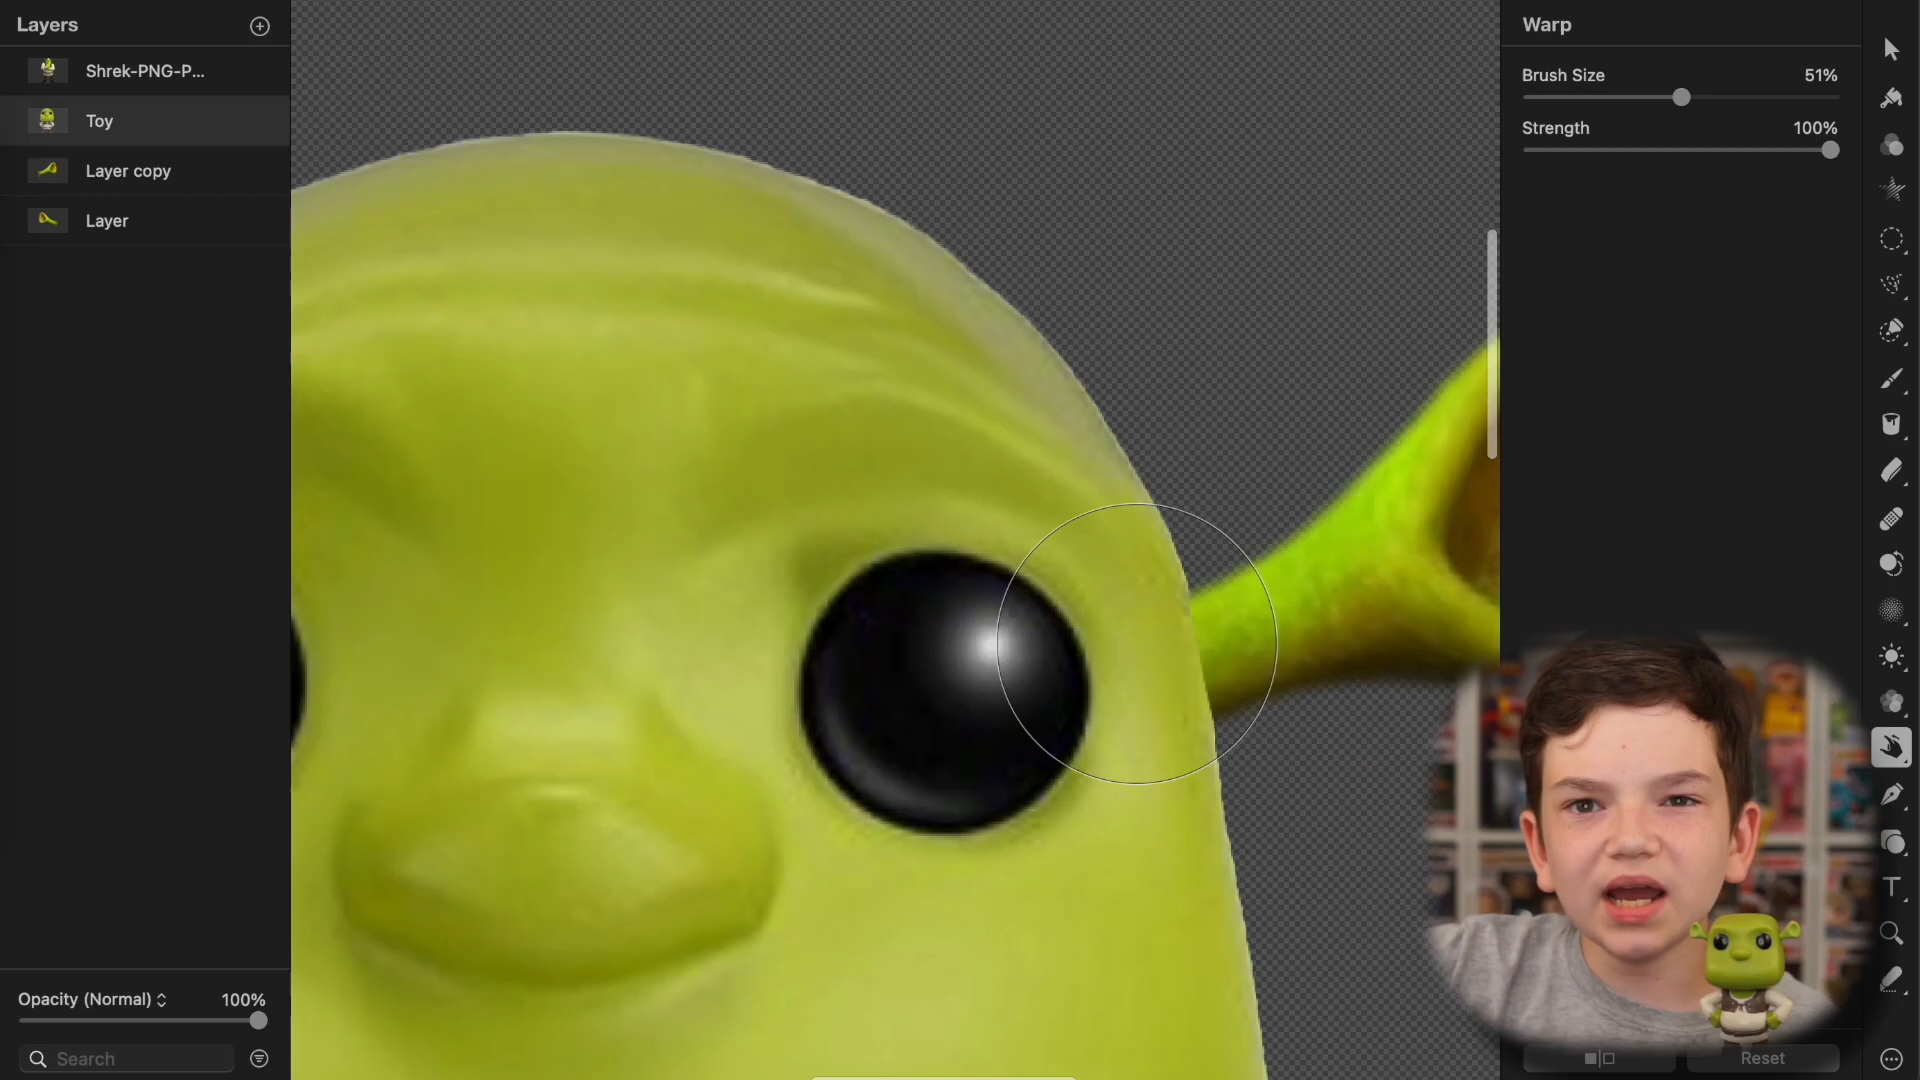 Layers
Shrek-PNG-P...
Toy
Layer copy
Layer
Opacity (Normal) 100%
Search
Warp
Brush Size 51%
Strength 100%
T
Reset